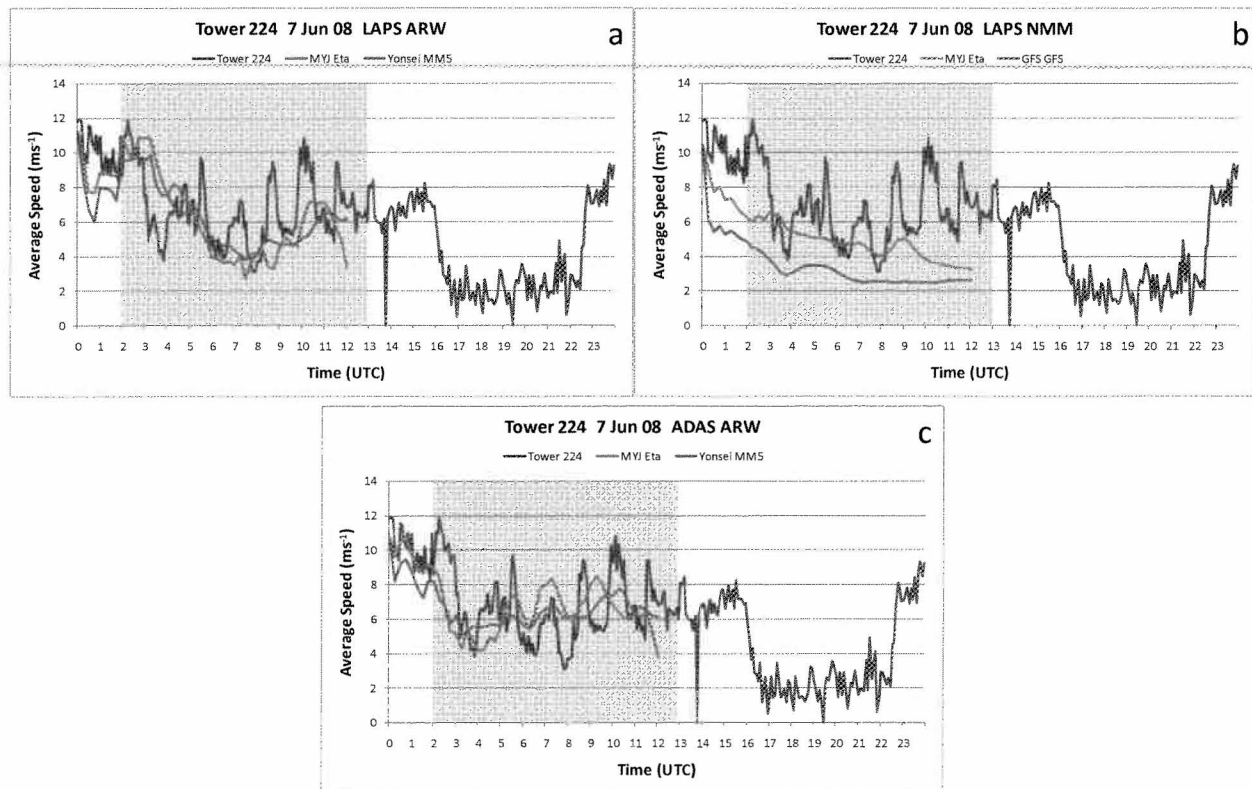 Tower 224 7 Jun 08 LAPS ARW
a
Tower 224 MYJ Eta Yonsei MM5
Average Speed (ms-1)
14
12
10
8
6
4
2
0
0 1 2 3 4 5 6 7 8 9 10 11 12 13 14 15 16 17 18 19 20 21 22 23
Time (UTC)
Tower 224 7 Jun 08 LAPS NMM
b
Tower 224 MYJ Eta GFS GFS
Average Speed (ms-1)
14
12
10
8
6
4
2
0
0 1 2 3 4 5 6 7 8 9 10 11 12 13 14 15 16 17 18 19 20 21 22 23
Time (UTC)
Tower 224 7 Jun 08 ADAS ARW
c
Tower 224 MYJ Eta Yonsei MM5
Average Speed (ms-1)
14
12
10
8
6
4
2
0
0 1 2 3 4 5 6 7 8 9 10 11 12 13 14 15 16 17 18 19 20 21 22 23
Time (UTC)